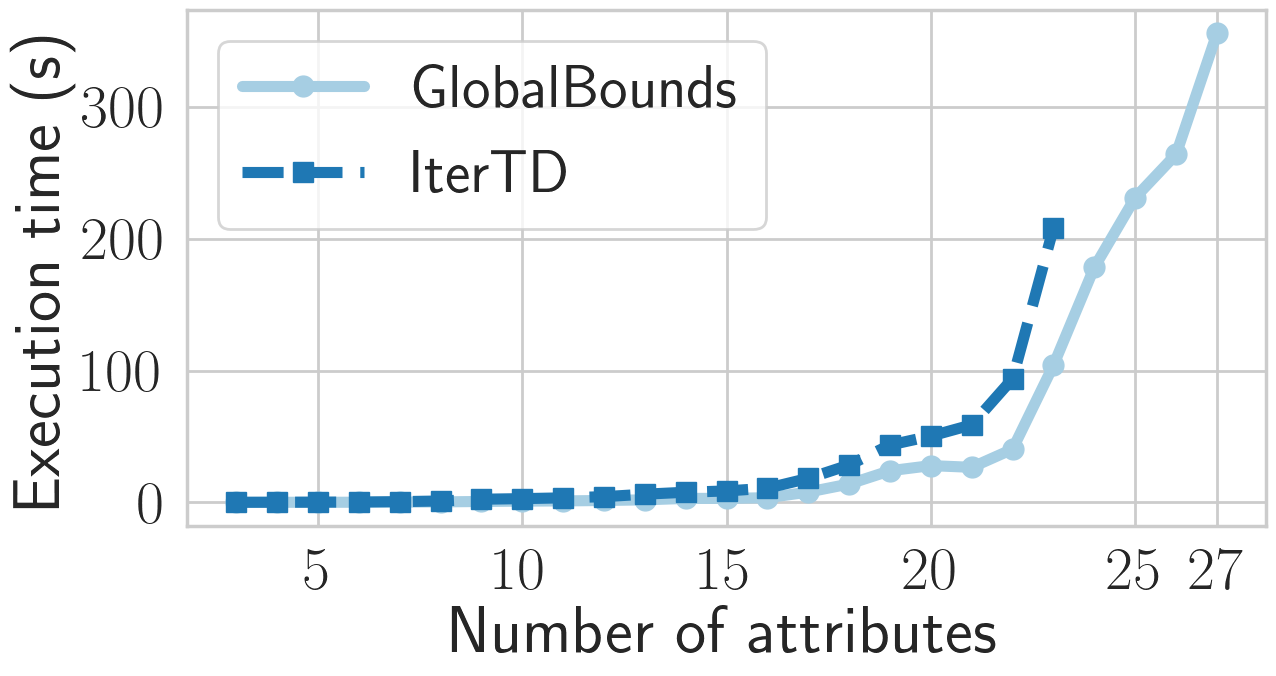 Execution time (s)
300
200
100
0
GlobalBounds
IterTD
5 10 15 20 25 27
Number of attributes